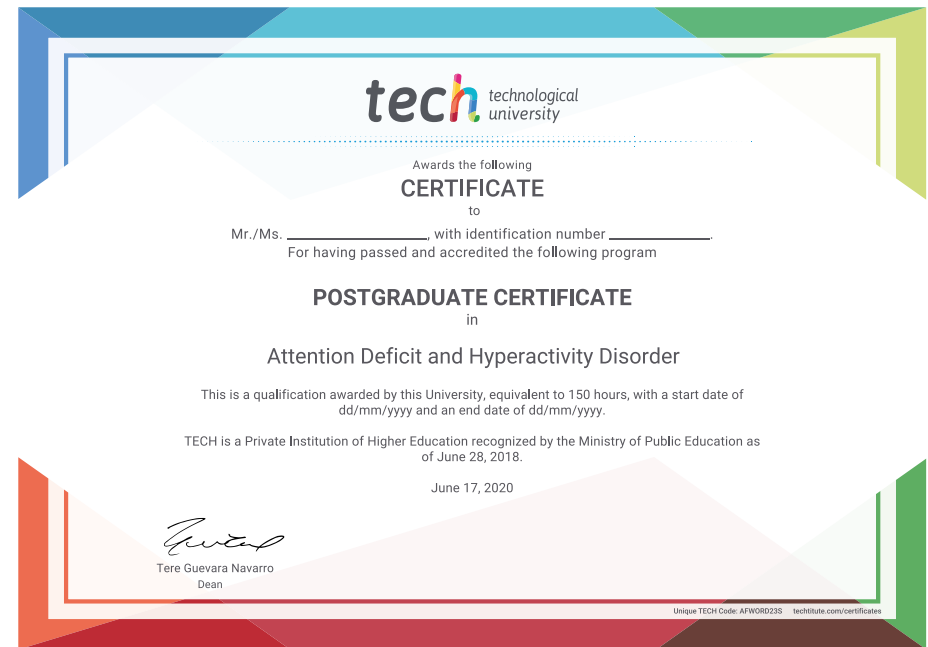 tech technological
university
Awards the following
CERTIFICATE
to
Mr./Ms. ________________, with identification number ____________.
For having passed and accredited the following program
POSTGRADUATE CERTIFICATE
in
Attention Deficit and Hyperactivity Disorder
This is a qualification awarded by this University, equivalent to 150 hours, with a start date of
dd/mm/yyyy and an end date of dd/mm/yyyy.
TECH is a Private Institution of Higher Education recognized by the Ministry of Public Education as
of June 28, 2018.
June 17, 2020
Tere Guevara Navarro
Dean
Unique TECH Code: AFWORD23S techtitute.com/certificates